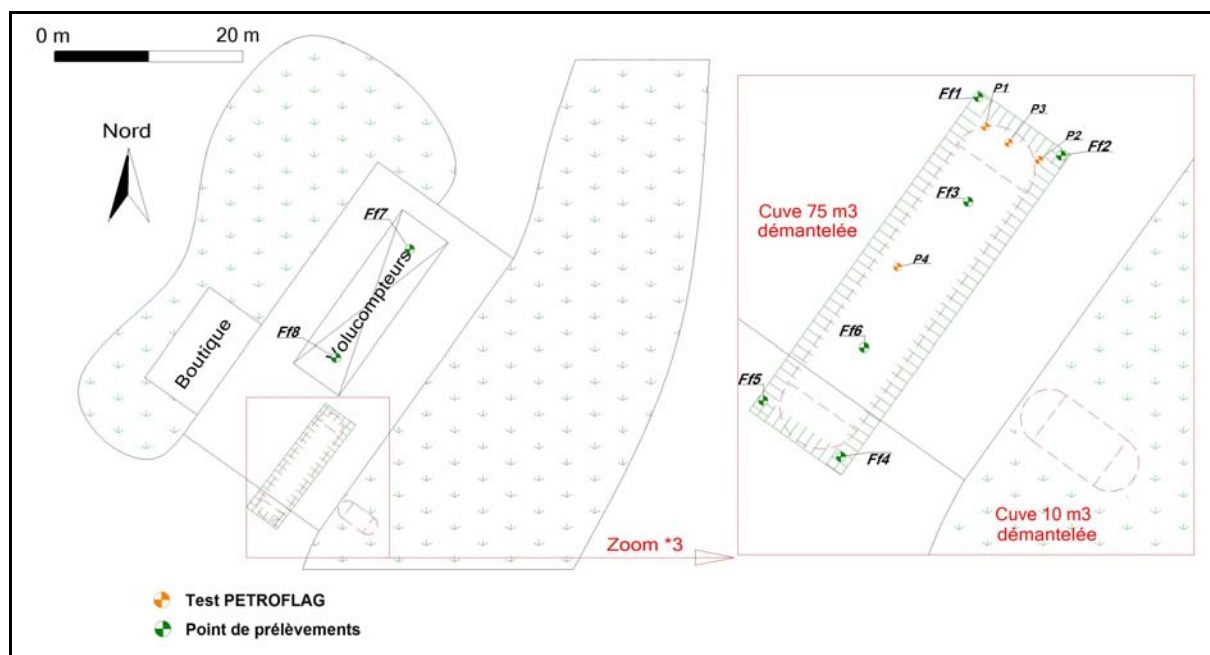 0 m 20 m
Nord
Ff7
Volucompteurs
Ff8
Boutique
Ff1
P1
P3
P2
Ff2
Ff3
Cuve 75 m3
démantelée
P4
Ff6
Ff5
Ff4
Cuve 10 m3
démantelée
Zoom *3
Test PETROFLAG
Point de prélèvements